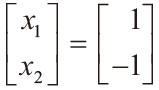 [x₁] = [1]
[x₂]   [−1]